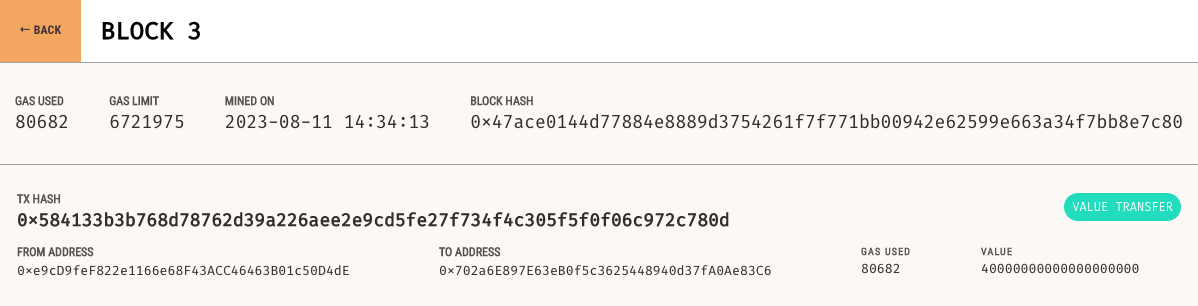 ← BACK
BLOCK 3
GAS USED GAS LIMIT MINED ON BLOCK HASH
80682 6721975 2023-08-11 14:34:13 0×47ace0144d77884e8889d3754261f7f771bb00942e62599e663a34f7bb8e7c80
TX HASH
0×584133b3b768d78762d39a226aee2e9cd5fe27f734f4c305f5f0f06c972c780d
VALUE TRANSFER
FROM ADDRESS TO ADDRESS GAS USED VALUE
0×e9cD9feF822e1166e68F43ACC46463B01c50D4dE 0×702a6E897E63eB0f5c3625448940d37fA0Ae83C6 80682 40000000000000000000